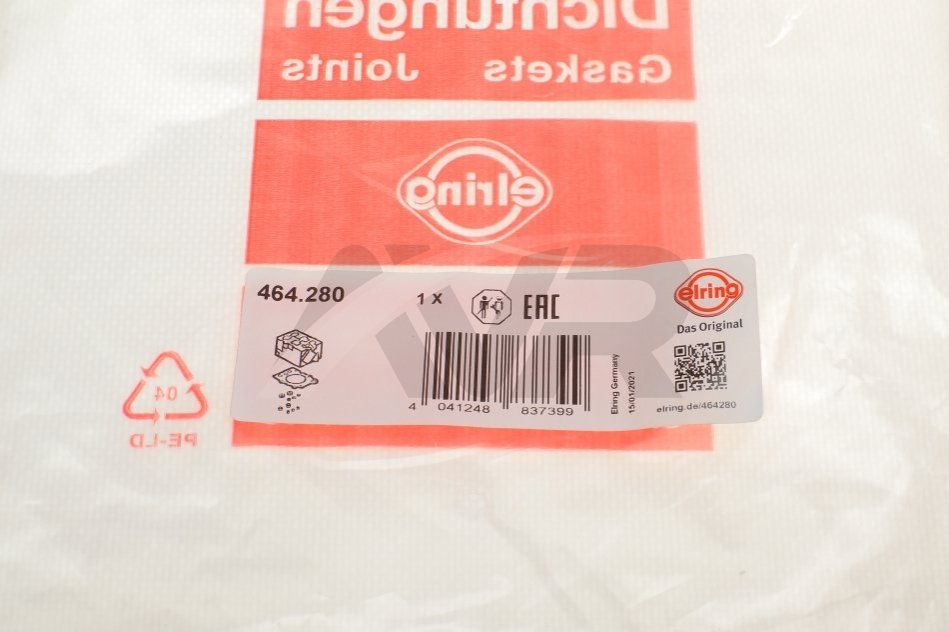 Dichtungen
Gaskets Joints
elring
464.280
1 X
EAC
elring
Das Original
4 041248 837399
Elring Germany
15/01/2021
elring.de/464280
04
PE-LD
AVR